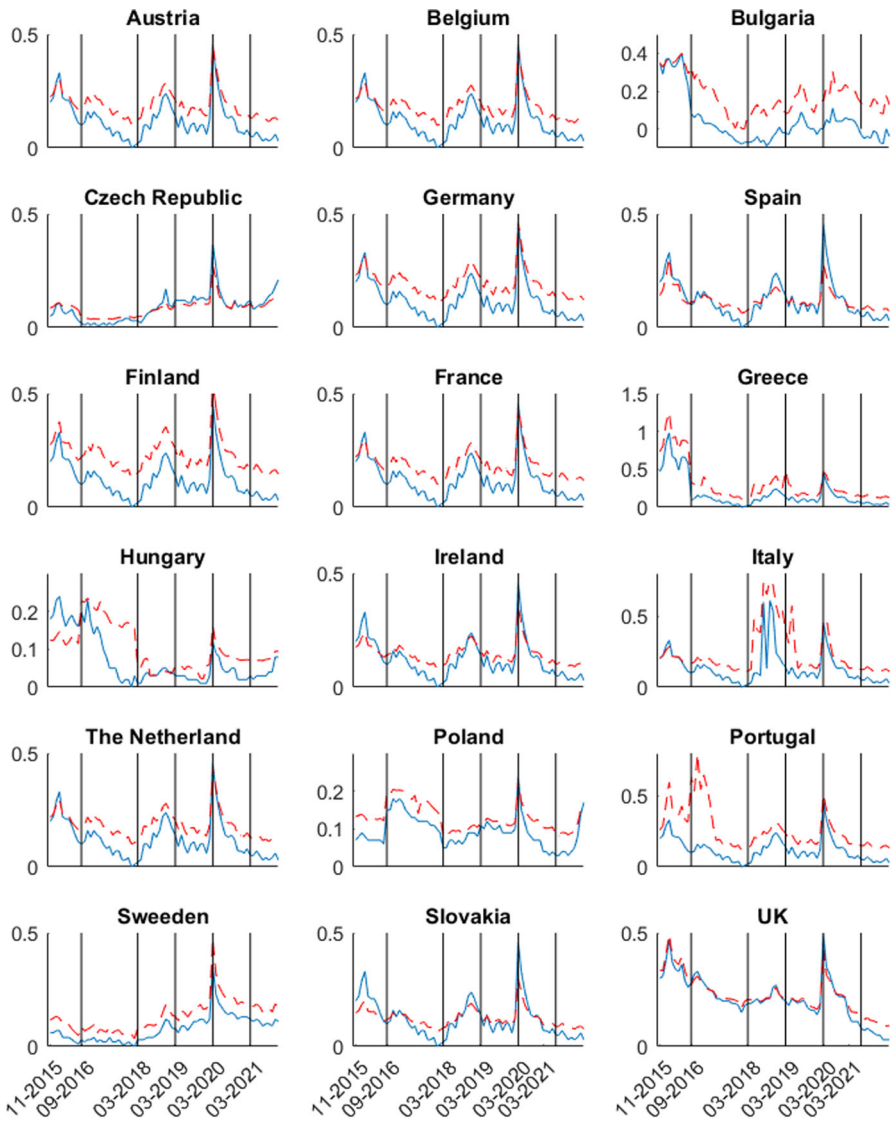 Austria Belgium Bulgaria
0.5 0.5 0.4
0.2
0 0 0
Czech Republic Germany Spain
0.5 0.5 0.5
0 0 0
Finland France Greece
0.5 0.5 1.5
1
0.5
0 0 0
Hungary Ireland Italy
0.5
0.2 0.5
0.1
0 0 0
The Netherland Poland Portugal
0.5
0.2 0.5
0.1
0 0 0
Sweeden Slovakia UK
0.5 0.5 0.5
0 0 0
11-2015 09-2016 03-2018 03-2019 03-2020 03-2021 11-2015 09-2016 03-2018 03-2019 03-2020 03-2021 11-2015 09-2016 03-2018 03-2019 03-2020 03-2021